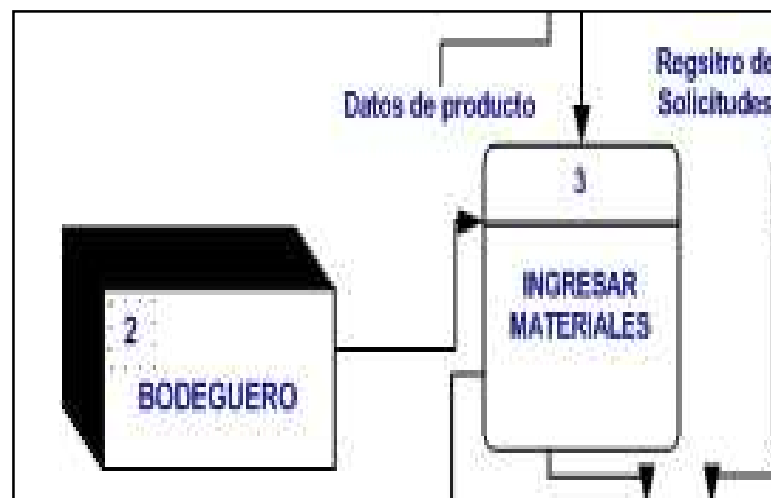 Regsitro de
Solicitudes
Datos de producto
3
INGRESAR
MATERIALES
2
BODEGUERO